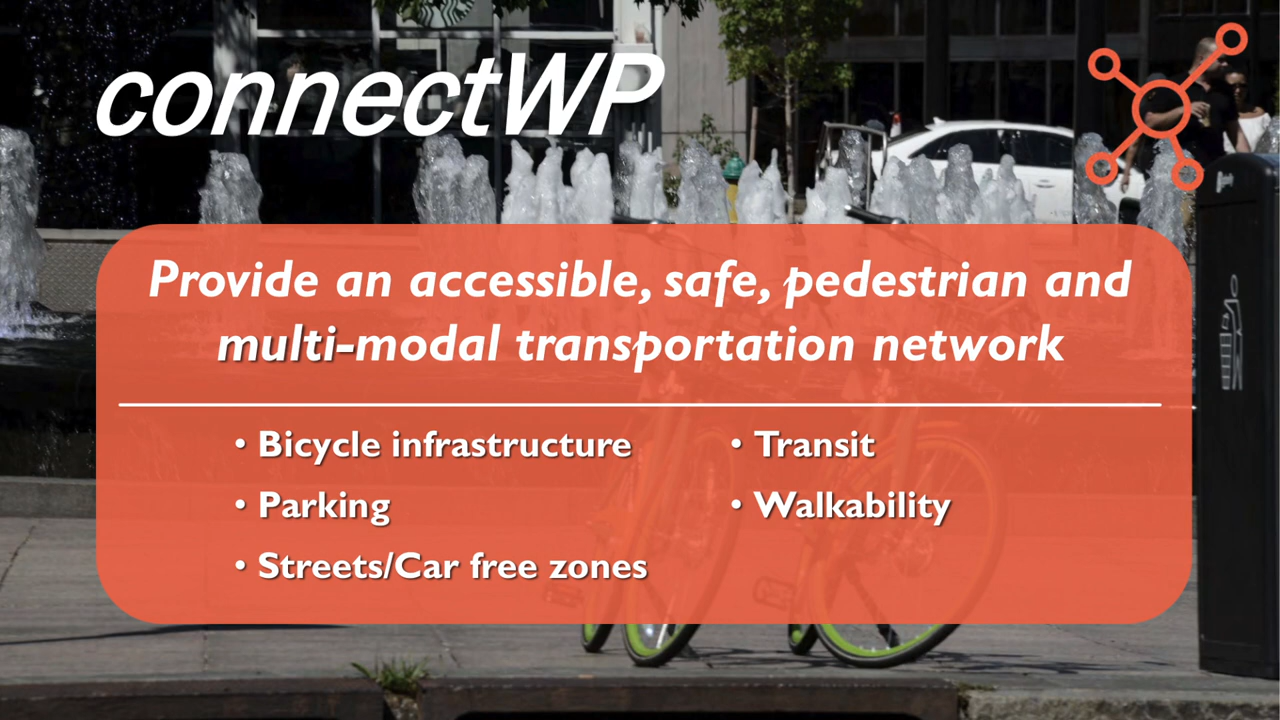 connectWP
Provide an accessible, safe, pedestrian and
multi-modal transportation network
• Bicycle infrastructure
• Parking
• Streets/Car free zones
• Transit
• Walkability